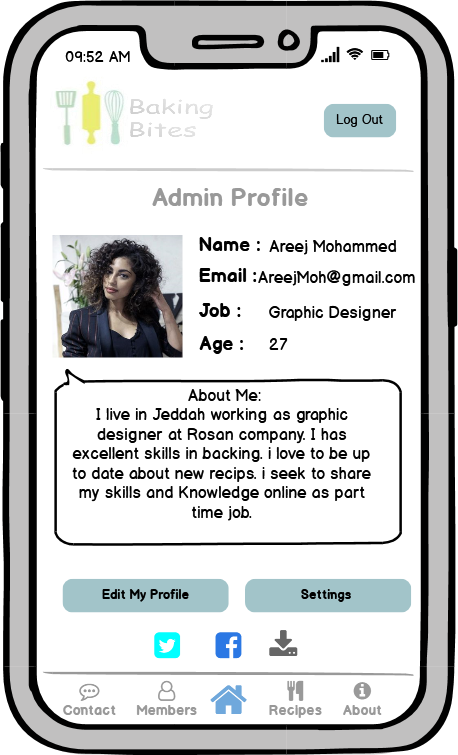 09:52 AM
Baking
Bites
Log Out
Admin Profile
Name : Areej Mohammed
Email :AreejMoh@gmail.com
Job : Graphic Designer
Age : 27
About Me:
I live in Jeddah working as graphic
designer at Rosan company. I has
excellent skills in backing. i love to be up
to date about new recips. i seek to share
my skills and Knowledge online as part
time job.
Edit My Profile Settings
Contact Members Recipes About